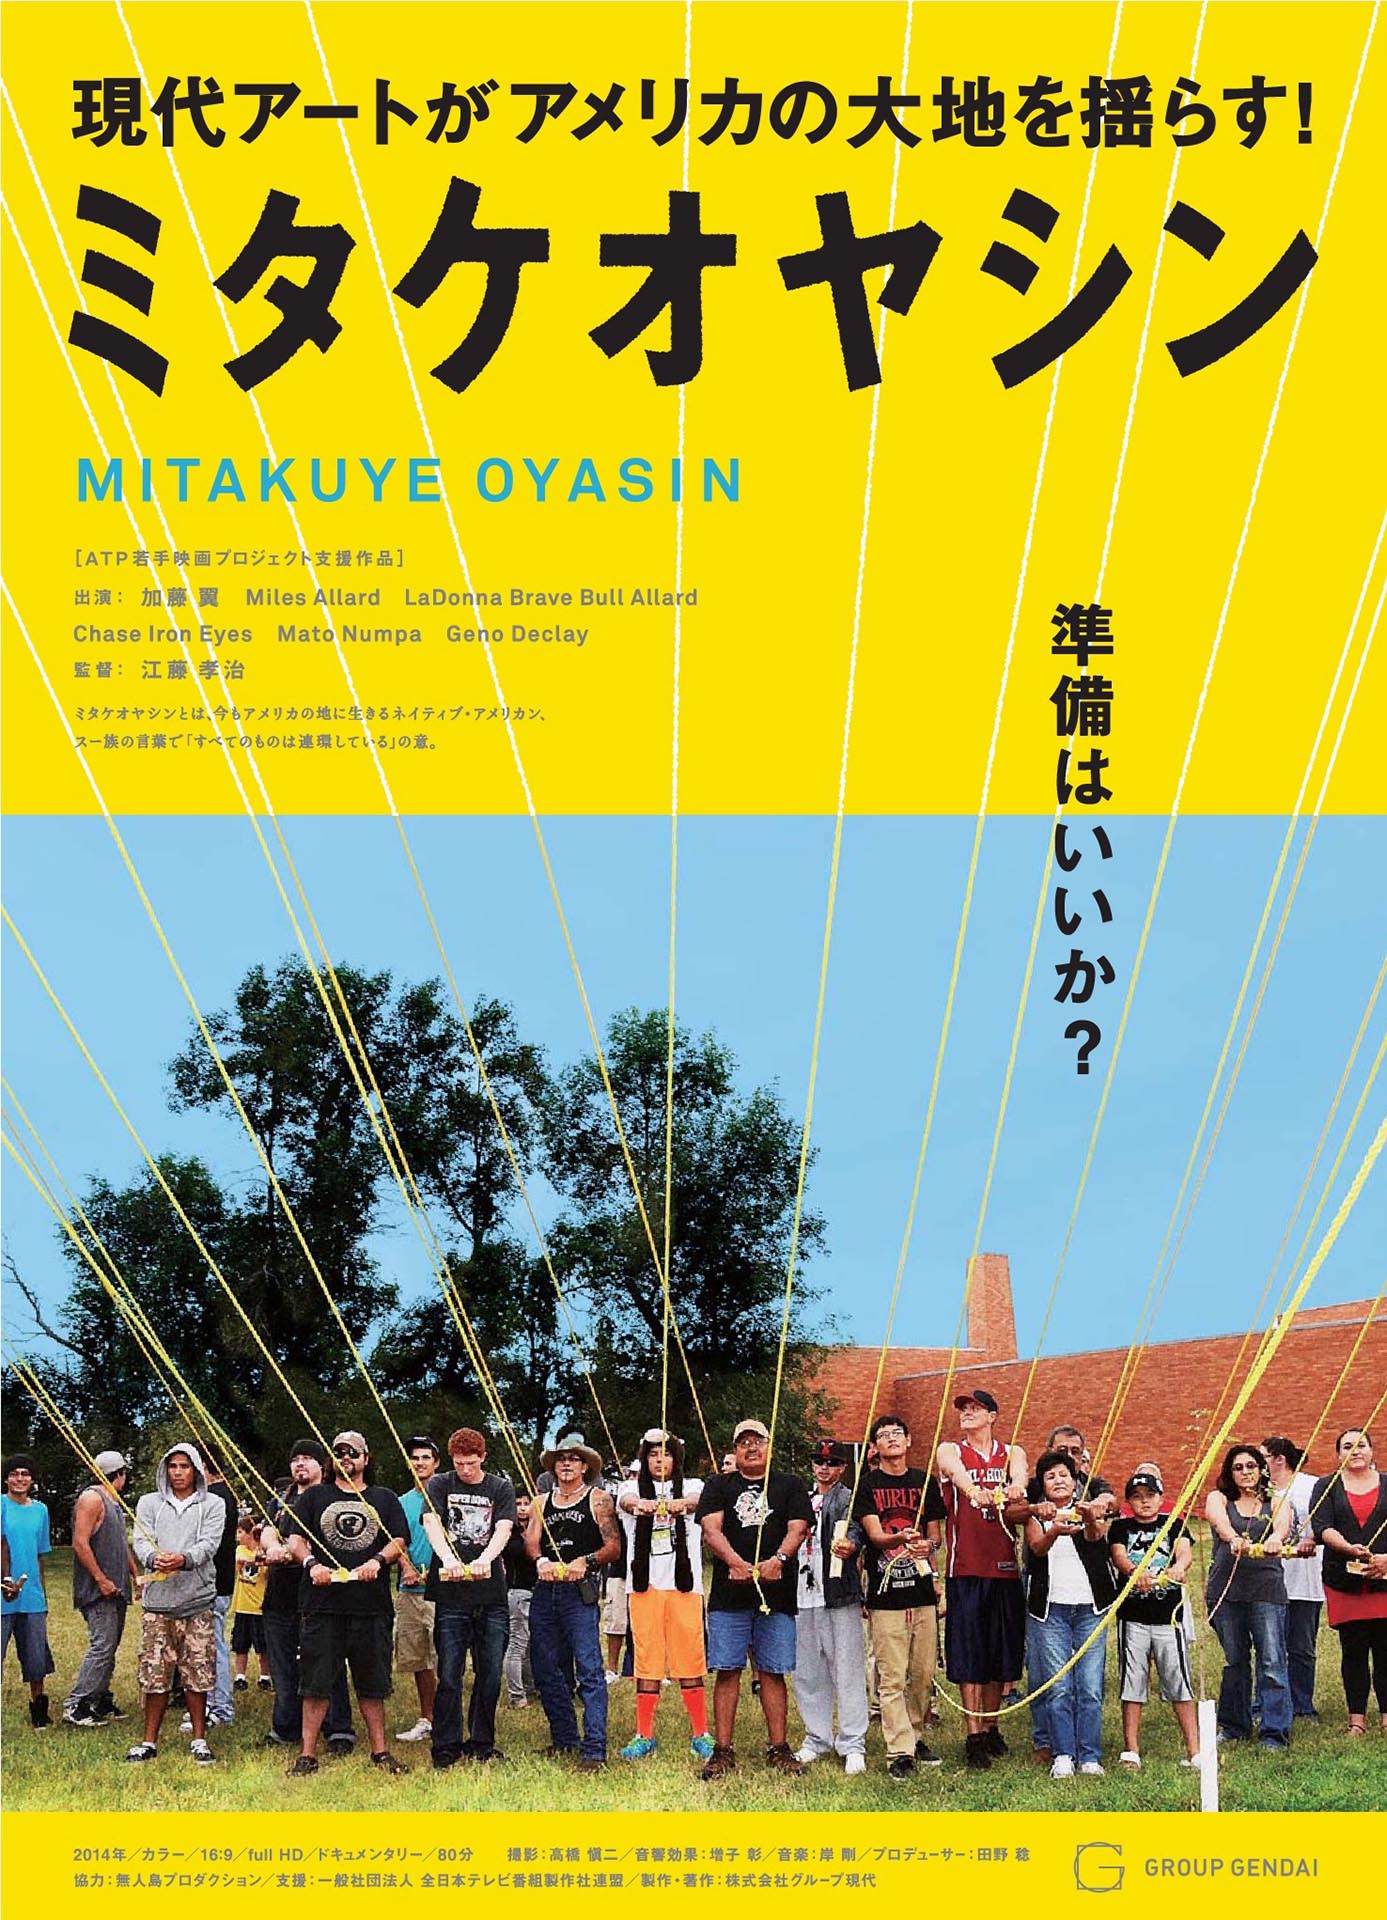 現代アートがアメリカの大地を揺らす!
ミタケオヤシン
MITAKUYE OYASIN
[ATP若手映画プロジェクト支援作品]
出演: 加藤 翼 Miles Allard LaDonna Brave Bull Allard
Chase Iron Eyes Mato Numpa Geno Declay
監督: 江藤 孝治
ミタケオヤシンとは、今もアメリカの地に生きるネイティブ・アメリカン、
スー族の言葉で「すべてのものは連環している」の意。
準備はいいか?
2014年/カラー/16:9/full HD/ドキュメンタリー/80分 撮影:高橋 愼二/音響効果:増子 彰/音楽:岸 剛/プロデューサー:田野 稔
協力:無人島プロダクション/支援:一般社団法人 全日本テレビ番組製作社連盟/製作・著作:株式会社グループ現代
GROUP GENDAI